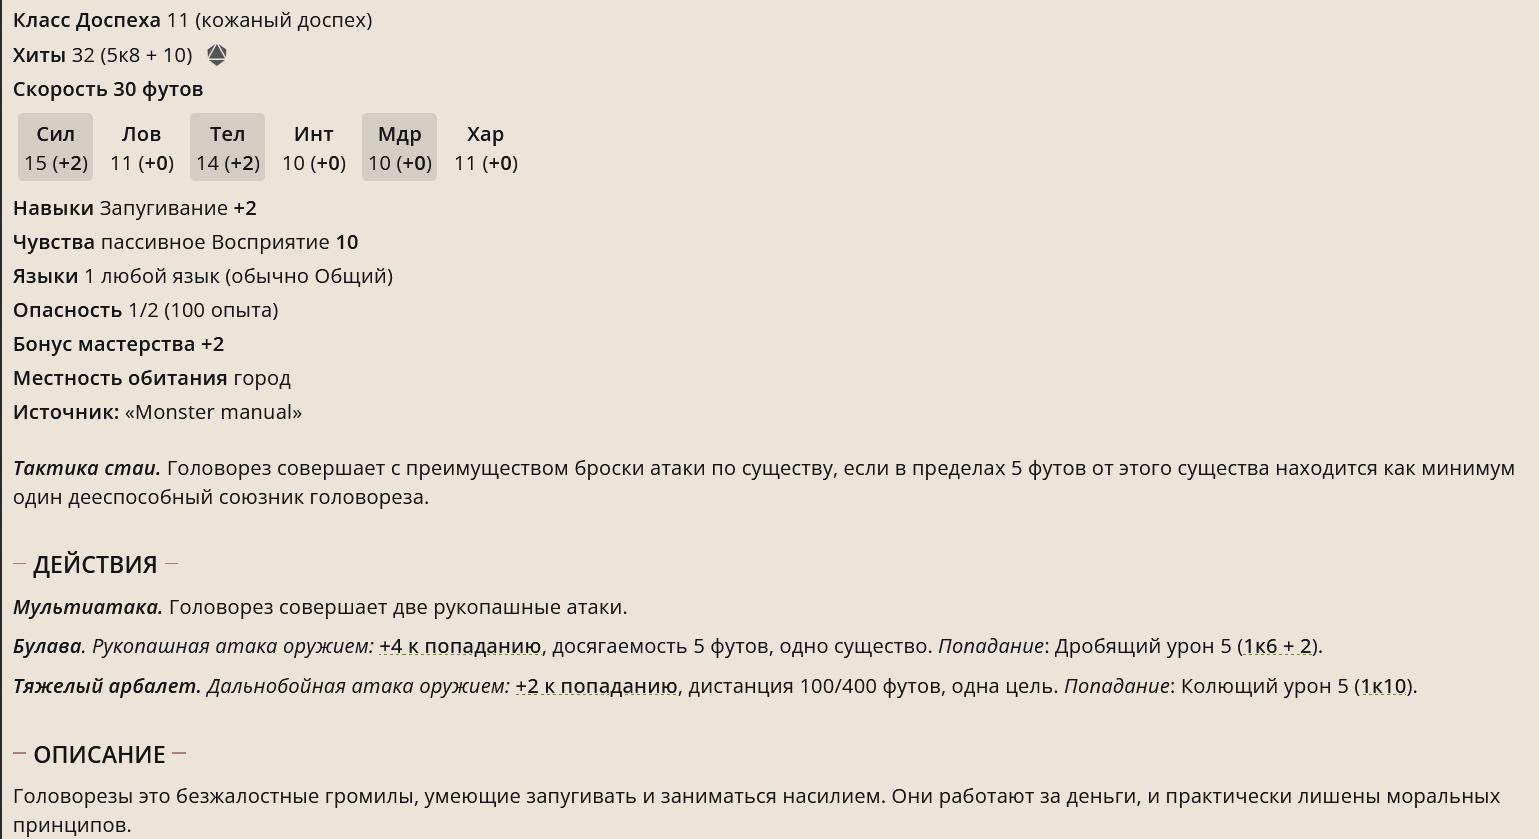 Класс Доспеха 11 (кожаный доспех)
Хиты 32 (5к8 + 10)
Скорость 30 футов
Сил Лов Тел Инт Мдр Хар
15 (+2) 11 (+0) 14 (+2) 10 (+0) 10 (+0) 11 (+0)
Навыки Запугивание +2
Чувства пассивное Восприятие 10
Языки 1 любой язык (обычно Общий)
Опасность 1/2 (100 опыта)
Бонус мастерства +2
Местность обитания город
Источник: «Monster manual»
Тактика стаи. Головорез совершает с преимуществом броски атаки по существу, если в пределах 5 футов от этого существа находится как минимум
один дееспособный союзник головореза.
— ДЕЙСТВИЯ —
Мультиатака. Головорез совершает две рукопашные атаки.
Булава. Рукопашная атака оружием: +4 к попаданию, досягаемость 5 футов, одно существо. Попадание: Дробящий урон 5 (1к6 + 2).
Тяжелый арбалет. Дальнобойная атака оружием: +2 к попаданию, дистанция 100/400 футов, одна цель. Попадание: Колющий урон 5 (1к10).
— ОПИСАНИЕ —
Головорезы это безжалостные громилы, умеющие запугивать и заниматься насилием. Они работают за деньги, и практически лишены моральных
принципов.